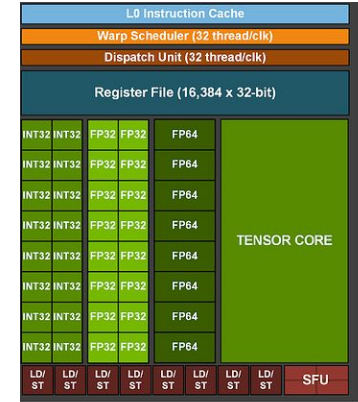 L0 Instruction Cache
Warp Scheduler (32 thread/clk)
Dispatch Unit (32 thread/clk)
Register File (16,384 x 32-bit)
INT32 INT32 FP32 FP32 FP64
INT32 INT32 FP32 FP32 FP64
INT32 INT32 FP32 FP32 FP64
INT32 INT32 FP32 FP32 FP64
TENSOR CORE
INT32 INT32 FP32 FP32 FP64
INT32 INT32 FP32 FP32 FP64
INT32 INT32 FP32 FP32 FP64
INT32 INT32 FP32 FP32 FP64
LD/ LD/ LD/ LD/ LD/ LD/ LD/ LD/
ST ST ST ST ST ST ST ST
SFU